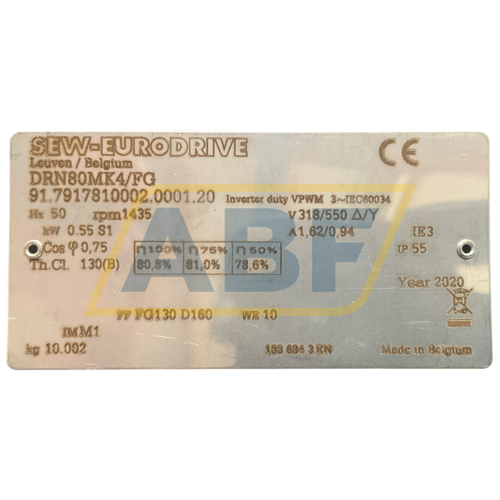 SEW-EURODRIVE
CE
Leuven / Belgium
DRN80MK4/FG
91.7917810002.0001.20 Inverter duty VPWM 3~IEC60034
Hz 50 rpm1435 V 318/550 Δ/Y
kW 0.55 S1 A1,62/0,94 IE3
Cos φ 0,75 η100% η75% η50% IP 55
Th.Cl. 130(B) 80,8% 81,0% 78,6%
Year 2020
ABF
FF FG130 D160 WE 10
IMM1
kg 10.002 188 634 3 EN Made in Belgium